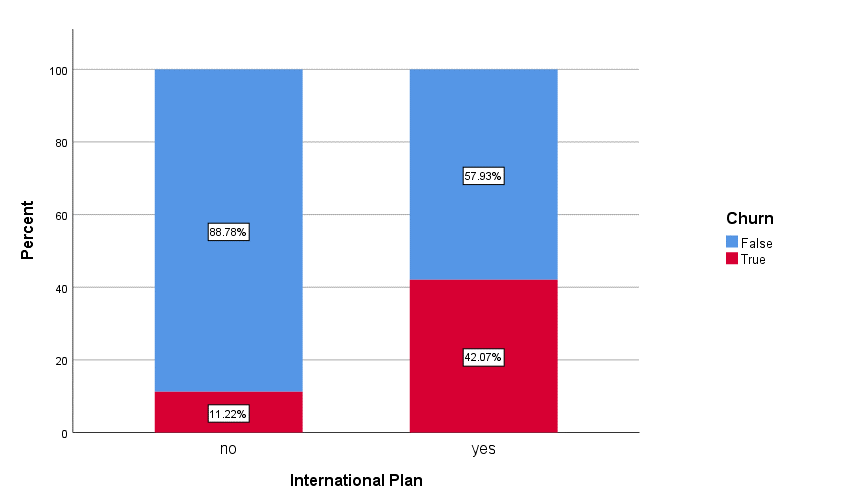 Percent
100
80
60
40
20
0
88.78%
11.22%
57.93%
42.07%
no
yes
International Plan
Churn
False
True